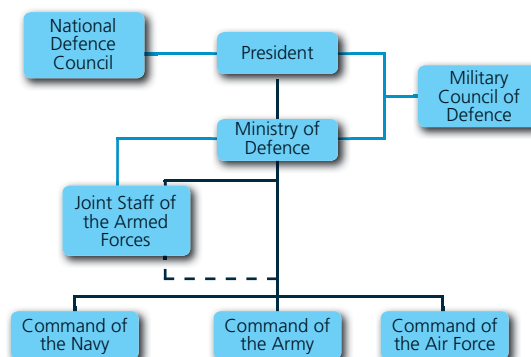 National
Defence
Council
President
Military
Council of
Defence
Ministry of
Defence
Joint Staff of
the Armed
Forces
Command of
the Navy
Command of
the Army
Command of
the Air Force